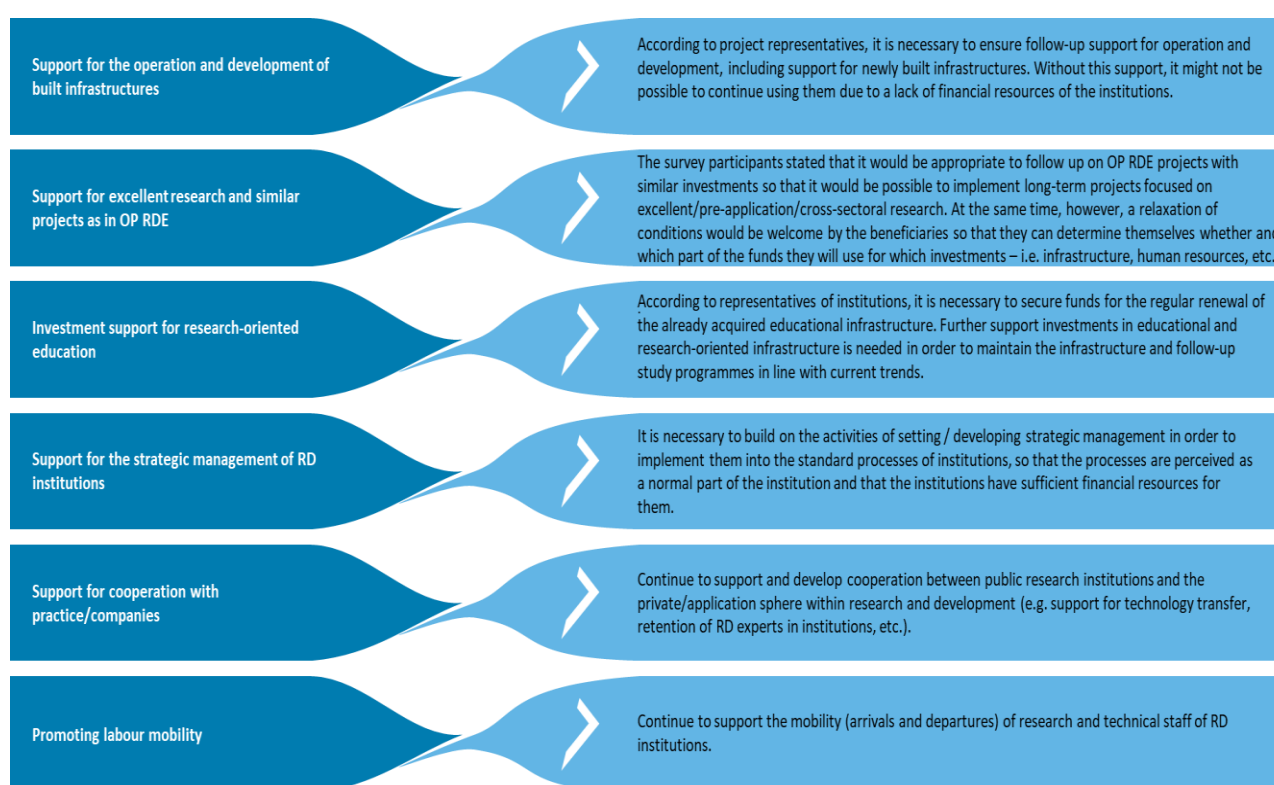 Support for the operation and development of
built infrastructures
According to project representatives, it is necessary to ensure follow-up support for operation and
development, including support for newly built infrastructures. Without this support, it might not be
possible to continue using them due to a lack of financial resources of the institutions.
Support for excellent research and similar
projects as in OP RDE
The survey participants stated that it would be appropriate to follow up on OP RDE projects with
similar investments so that it would be possible to implement long-term projects focused on
excellent/pre-application/cross-sectoral research. At the same time, however, a relaxation of
conditions would be welcome by the beneficiaries so that they can determine themselves whether and
which part of the funds they will use for which investments – i.e. infrastructure, human resources, etc.
Investment support for research-oriented
education
According to representatives of institutions, it is necessary to secure funds for the regular renewal of
the already acquired educational infrastructure. Further support investments in educational and
research-oriented infrastructure is needed in order to maintain the infrastructure and follow-up
study programmes in line with current trends.
Support for the strategic management of RD
institutions
It is necessary to build on the activities of setting / developing strategic management in order to
implement them into the standard processes of institutions, so that the processes are perceived as
a normal part of the institution and that the institutions have sufficient financial resources for
them.
Support for cooperation with
practice/companies
Continue to support and develop cooperation between public research institutions and the
private/application sphere within research and development (e.g. support for technology transfer,
retention of RD experts in institutions, etc.).
Promoting labour mobility
Continue to support the mobility (arrivals and departures) of research and technical staff of RD
institutions.